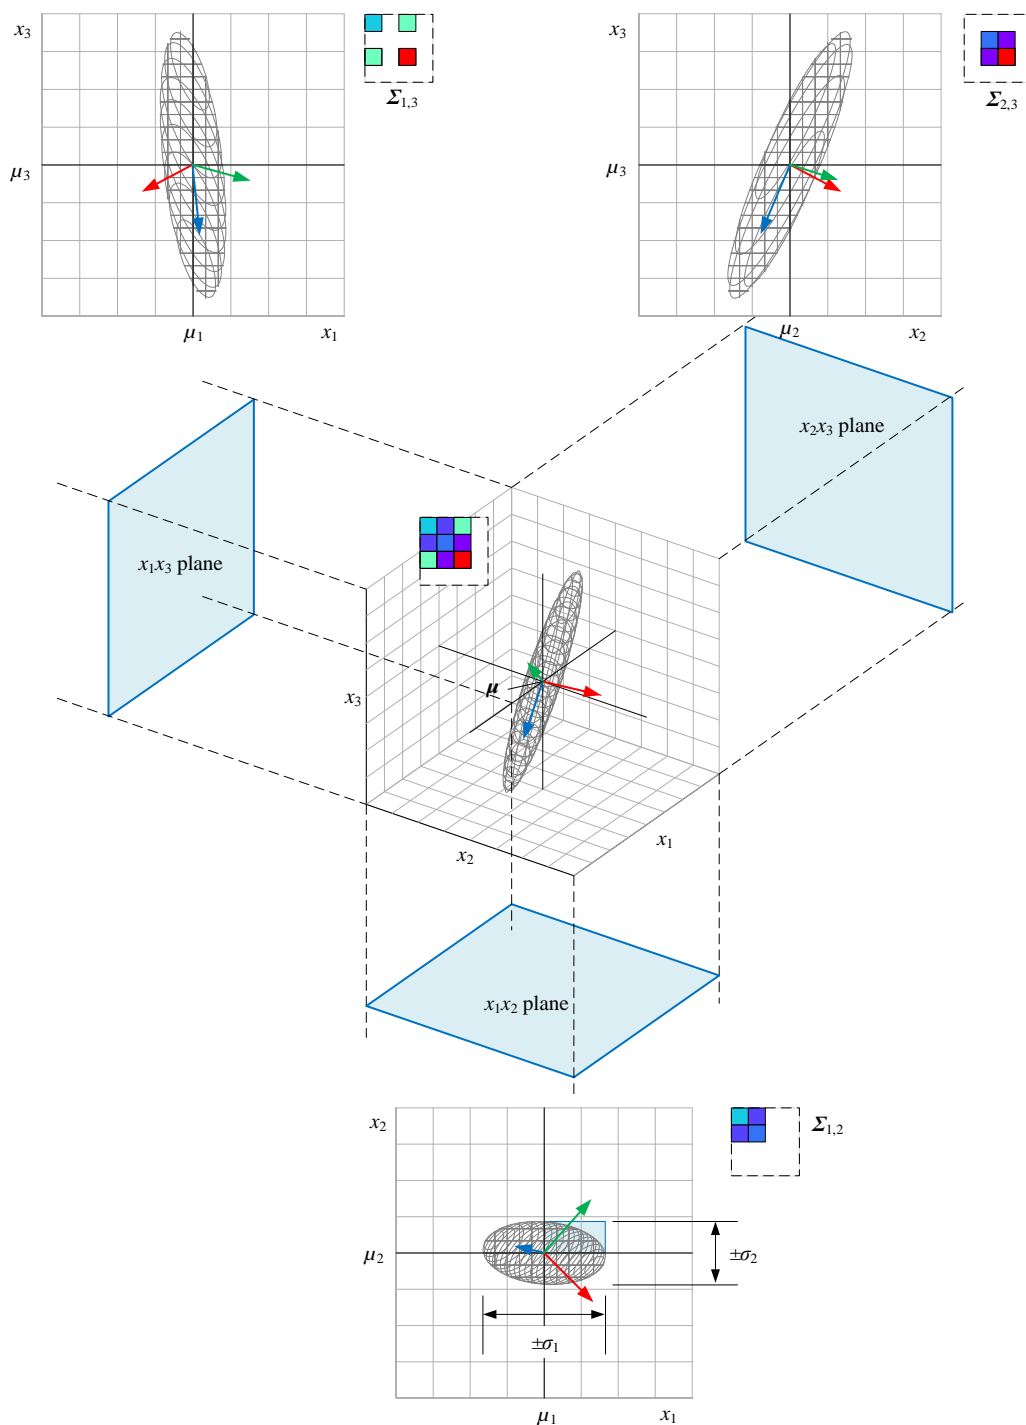 x₃
Σ₁,₃
μ₃
μ₁ x₁
x₃
Σ₂,₃
μ₃
μ₂ x₂
x₂x₃ plane
x₁x₃ plane
x₃
μ
x₂
x₁
x₁x₂ plane
x₂
Σ₁,₂
μ₂
±σ₂
±σ₁
μ₁ x₁